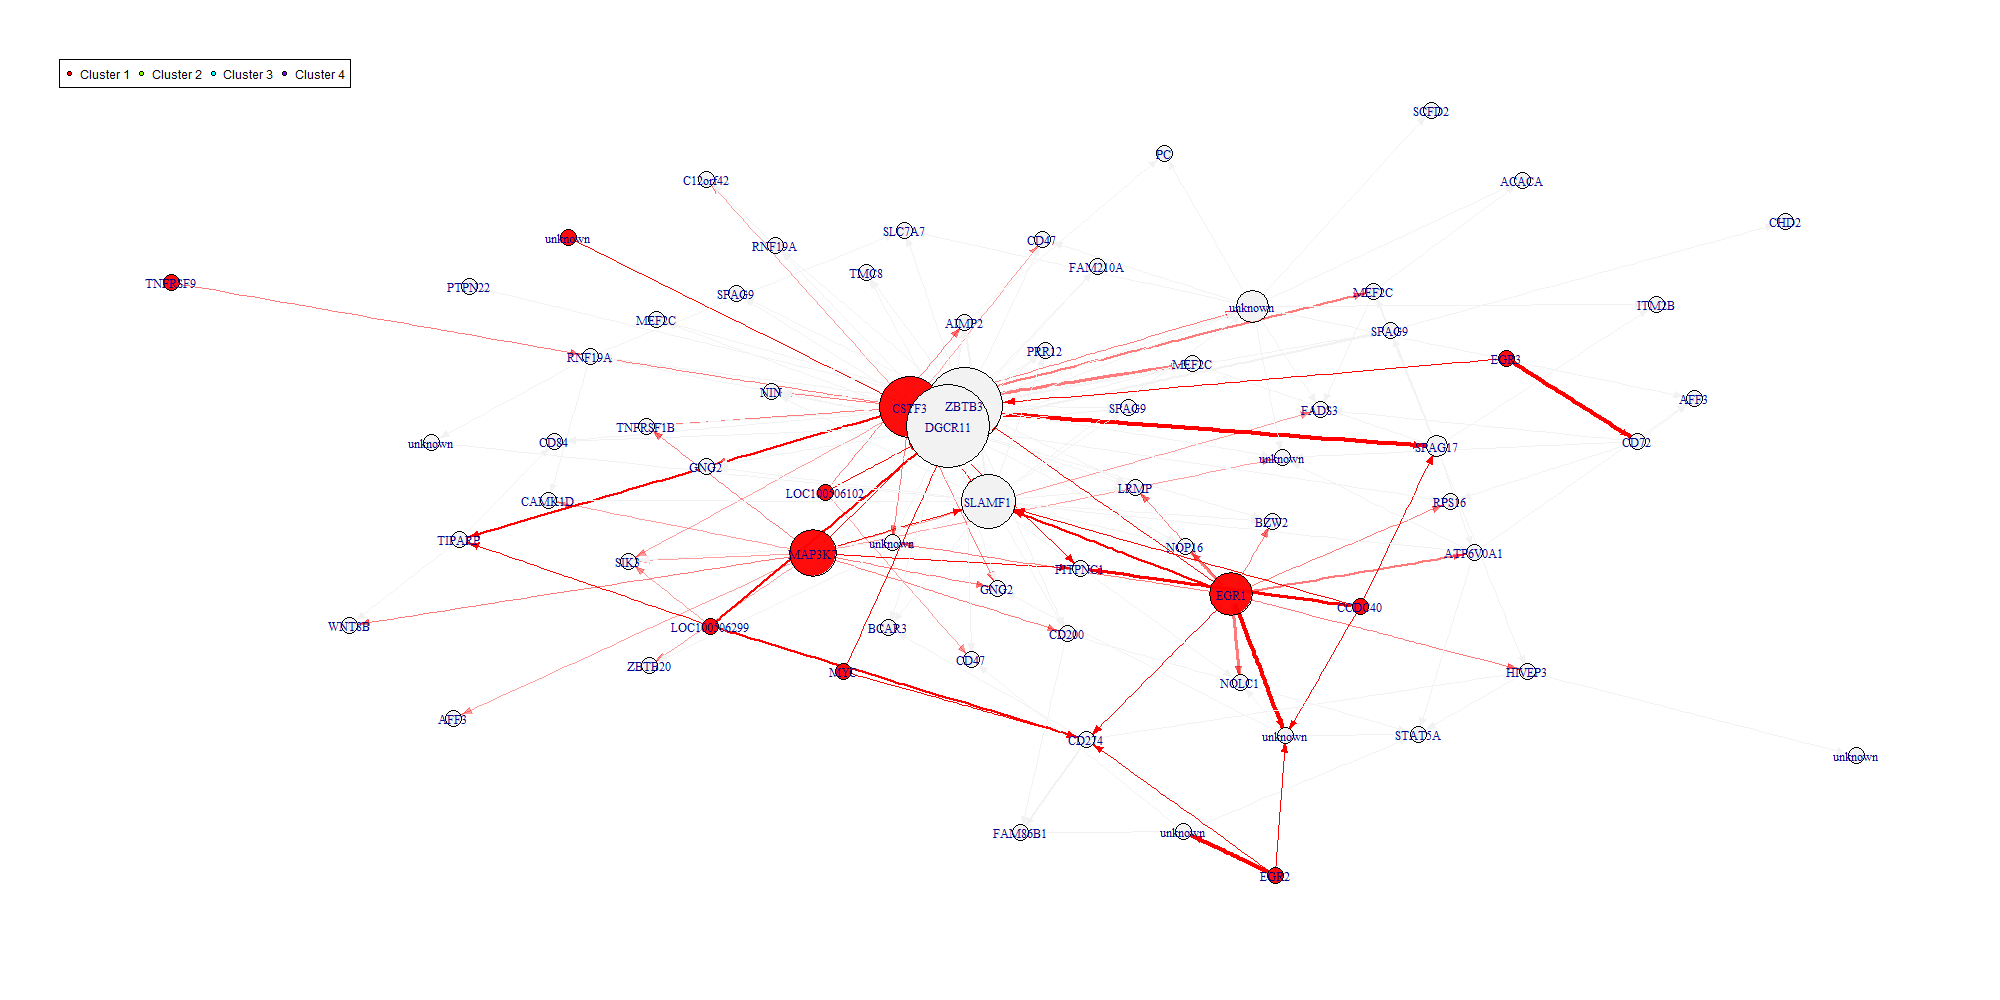 Cluster 1 Cluster 2 Cluster 3 Cluster 4
SCFD2
PC
C12orf42
ACACA
CHD2
SLC7A7
unknown
CD47
RNF19A
FAM210A
TMC8
TNFRSF9
PTPN22
SPAG9
MEF2C
ITM2B
unknown
MEF2C
AIMP2
SPAG9
PRR12
RNF19A
EGR3
MEF2C
NIN
AFF3
CSTF3
ZBTB3
SPAG9
FADS3
TNFRSF1B
DGCR11
unknown
CD84
CD72
SPAG17
unknown
GNG2
LRMP
LOC100506102
CAMK1D
SLAMF1
RPS16
BZW2
TIPARP
unknown
NOP16
MAP3K7
ATP6V0A1
SIK3
PITPNC1
GNG2
EGR1
CCDC40
WNT8B
LOC100506299
BCAR3
CD200
CD47
ZBTB20
MYC
HIVEP3
NOLC1
AFF3
STAT5A
unknown
CD274
unknown
FAM86B1
unknown
EGR2